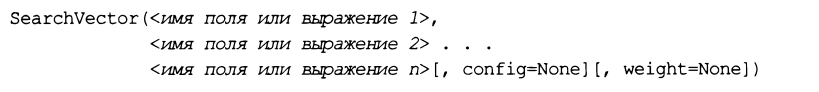 SearchVector(<имя поля или выражение 1>,
<имя поля или выражение 2> . . .
<имя поля или выражение n>[, config=None][, weight=None])